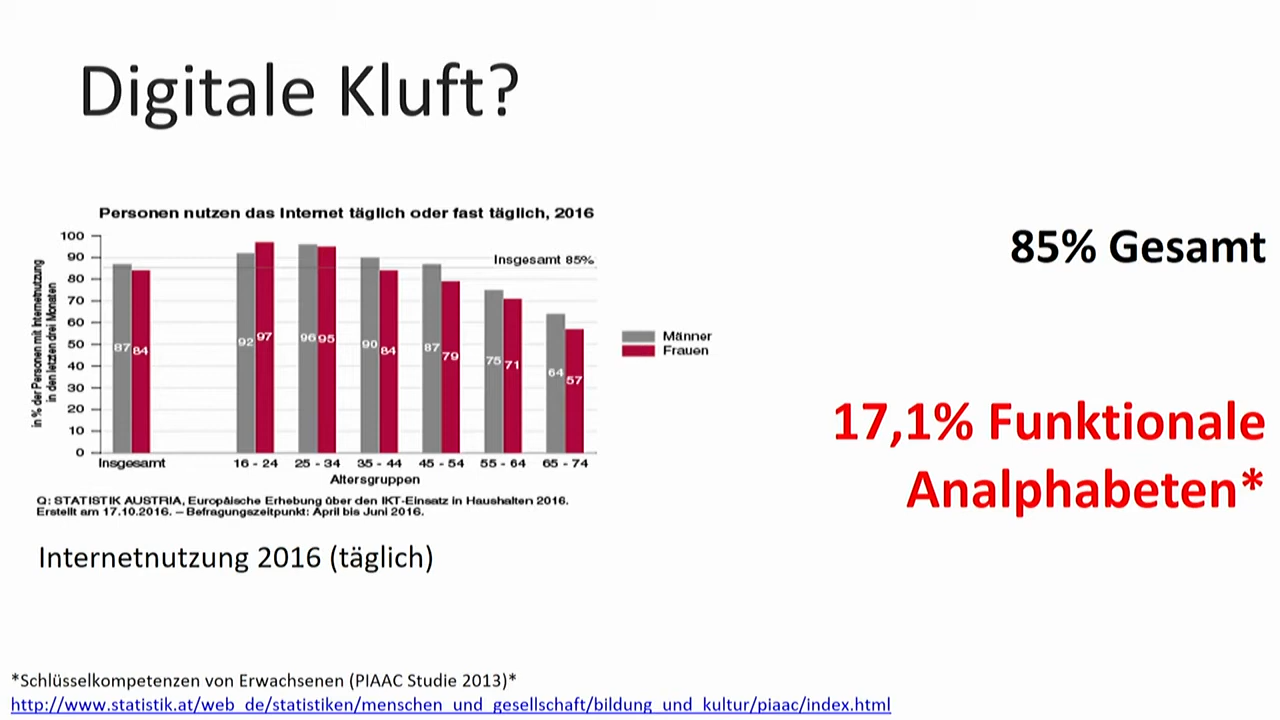 Digitale Kluft?
Personen nutzen das Internet täglich oder fast täglich, 2016
in % der Personen mit Internetnutzung
in den letzten drei Monaten
100
90
80
70
60
50
40
30
20
10
0
Insgesamt 85%
87 84
92 97
96 95
90 84
87 79
75 71
64 57
Insgesamt 16 - 24 25 - 34 35 - 44 45 - 54 55 - 64 65 - 74
Altersgruppen
Männer
Frauen
Q: STATISTIK AUSTRIA, Europäische Erhebung über den IKT-Einsatz in Haushalten 2016.
Erstellt am 17.10.2016. – Befragungszeitpunkt: April bis Juni 2016.
Internetnutzung 2016 (täglich)
85% Gesamt
17,1% Funktionale
Analphabeten*
*Schlüsselkompetenzen von Erwachsenen (PIAAC Studie 2013)*
http://www.statistik.at/web_de/statistiken/menschen_und_gesellschaft/bildung_und_kultur/piaac/index.html